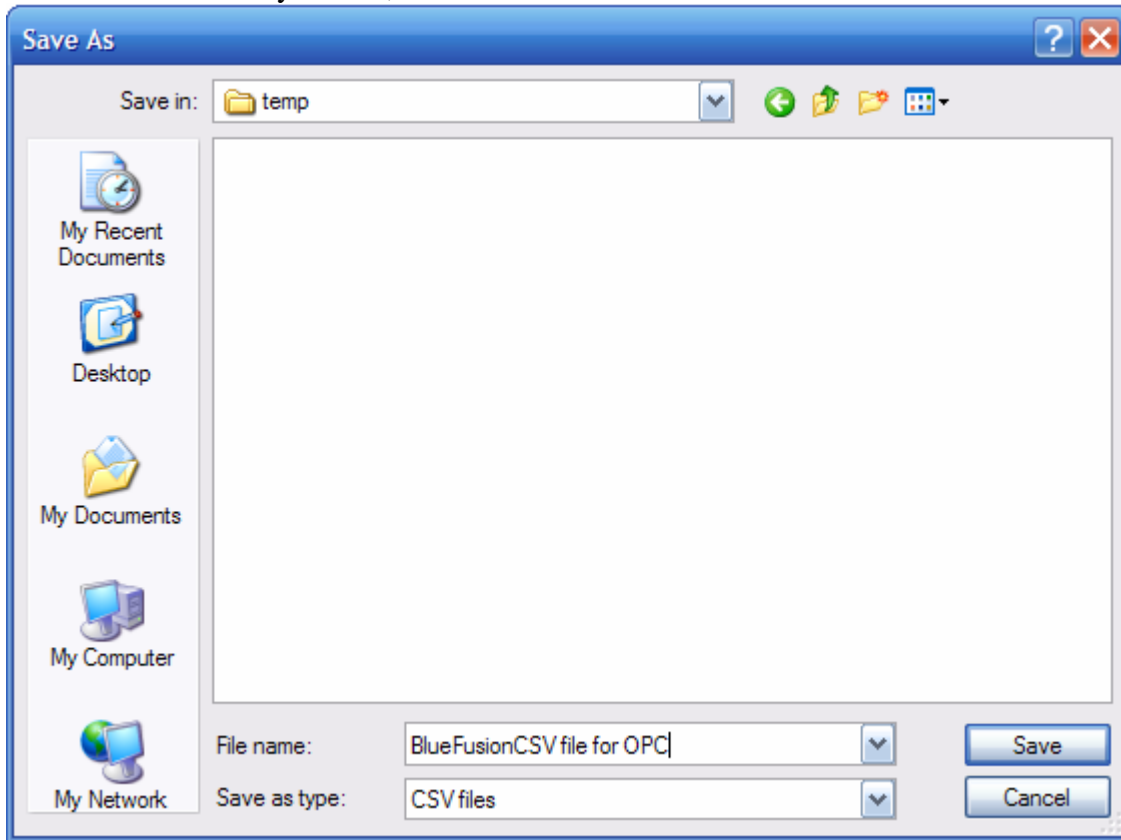 Save As
Save in:
temp
My Recent
Documents
Desktop
My Documents
My Computer
My Network
File name:
BlueFusionCSV file for OPC
Save
Save as type:
CSV files
Cancel